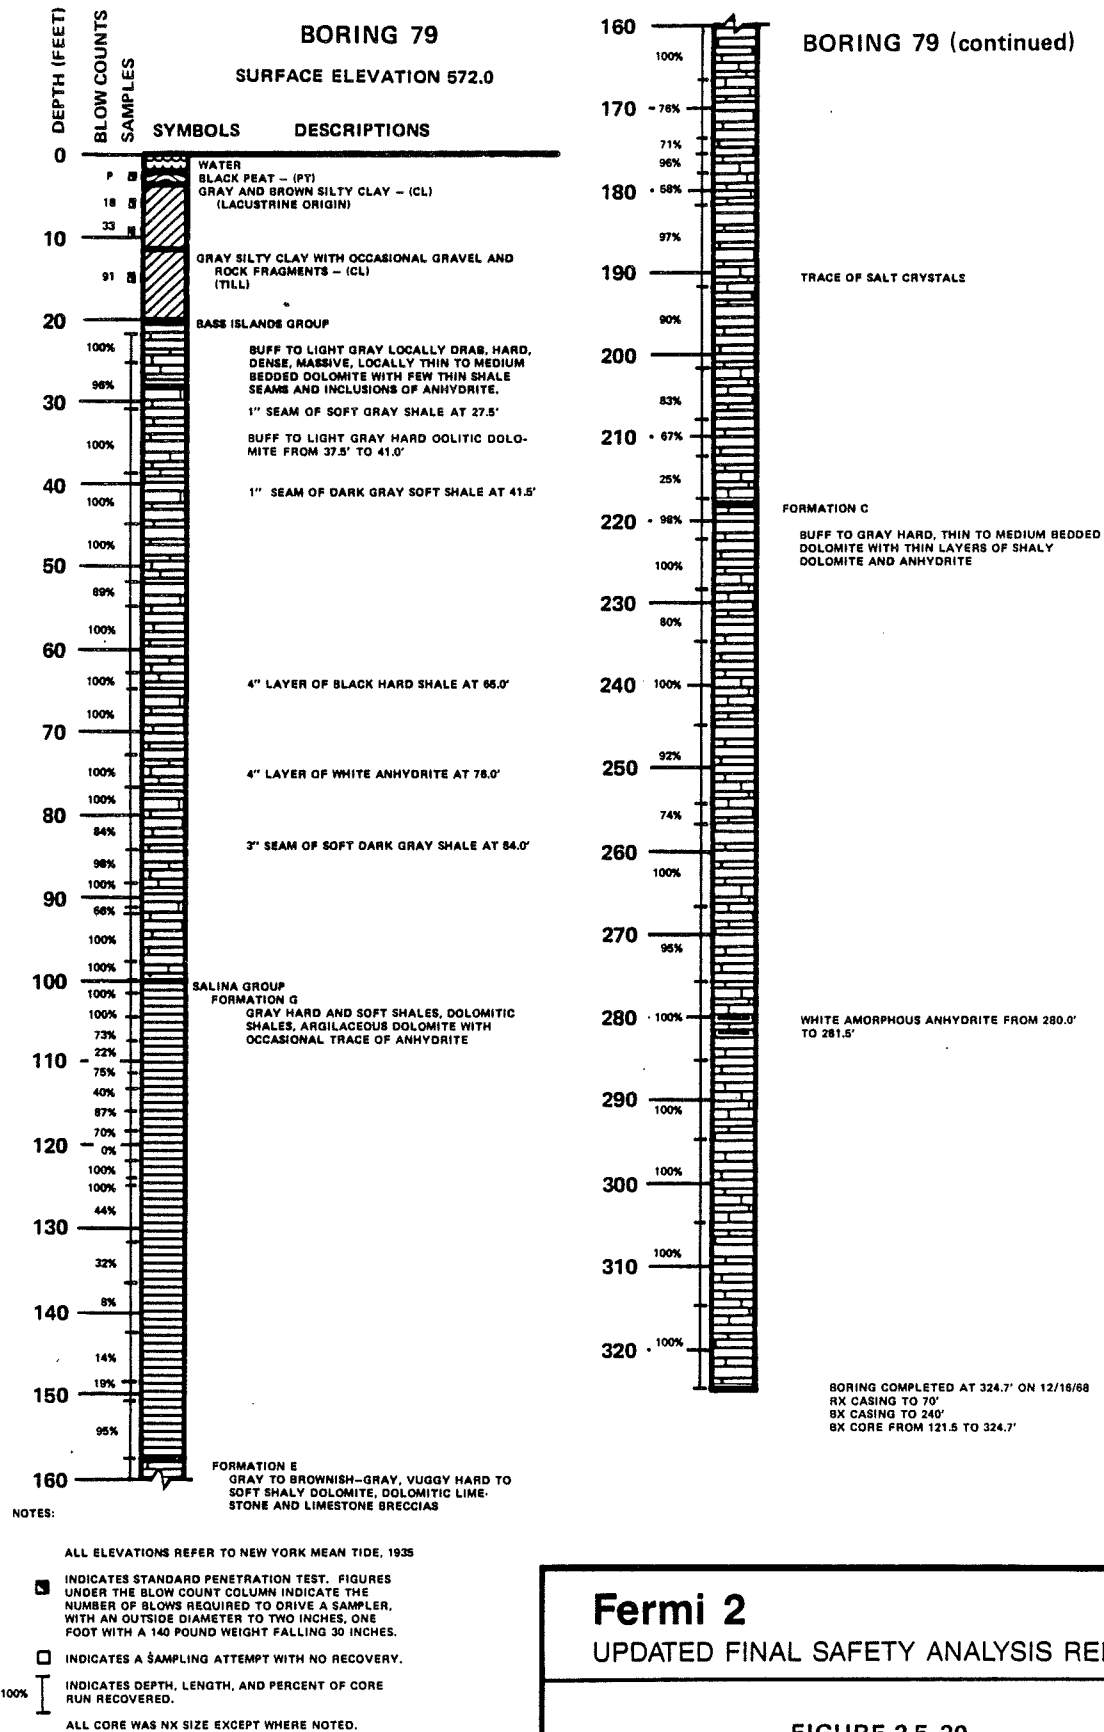 DEPTH (FEET)
BLOW COUNTS
SAMPLES
BORING 79
SURFACE ELEVATION 572.0
SYMBOLS DESCRIPTIONS
0
WATER
P
BLACK PEAT – (PT)
GRAY AND BROWN SILTY CLAY – (CL)
18
(LACUSTRINE ORIGIN)
33
10
GRAY SILTY CLAY WITH OCCASIONAL GRAVEL AND
91
ROCK FRAGMENTS – (CL)
(TILL)
20
BASS ISLANDS GROUP
100%
BUFF TO LIGHT GRAY LOCALLY DRAB, HARD,
DENSE, MASSIVE, LOCALLY THIN TO MEDIUM
BEDDED DOLOMITE WITH FEW THIN SHALE
96%
SEAMS AND INCLUSIONS OF ANHYDRITE.
30
1" SEAM OF SOFT GRAY SHALE AT 27.5'
100%
BUFF TO LIGHT GRAY HARD OOLITIC DOLO-
MITE FROM 37.5' TO 41.0'
40
1" SEAM OF DARK GRAY SOFT SHALE AT 41.5'
100%
100%
50
89%
100%
60
100%
4" LAYER OF BLACK HARD SHALE AT 65.0'
100%
70
100%
4" LAYER OF WHITE ANHYDRITE AT 76.0'
100%
80
84%
3" SEAM OF SOFT DARK GRAY SHALE AT 84.0'
98%
100%
90
66%
100%
100%
100
SALINA GROUP
100%
FORMATION G
100%
GRAY HARD AND SOFT SHALES, DOLOMITIC
SHALES, ARGILACEOUS DOLOMITE WITH
73%
OCCASIONAL TRACE OF ANHYDRITE
22%
110
75%
40%
87%
70%
120
0%
100%
100%
44%
130
32%
8%
140
14%
19%
150
95%
FORMATION E
160
GRAY TO BROWNISH–GRAY, VUGGY HARD TO
SOFT SHALY DOLOMITE, DOLOMITIC LIME-
STONE AND LIMESTONE BRECCIAS
BORING 79 (continued)
160
100%
170
76%
71%
96%
180
58%
97%
190
TRACE OF SALT CRYSTALS
90%
200
83%
210
67%
25%
FORMATION C
220
98%
BUFF TO GRAY HARD, THIN TO MEDIUM BEDDED
DOLOMITE WITH THIN LAYERS OF SHALY
DOLOMITE AND ANHYDRITE
100%
230
80%
240
100%
92%
250
74%
260
100%
270
95%
280
100%
WHITE AMORPHOUS ANHYDRITE FROM 280.0'
TO 281.5'
290
100%
100%
300
100%
310
320
100%
BORING COMPLETED AT 324.7' ON 12/16/68
RX CASING TO 70'
BX CASING TO 240'
BX CORE FROM 121.5 TO 324.7'
NOTES:
ALL ELEVATIONS REFER TO NEW YORK MEAN TIDE, 1935
INDICATES STANDARD PENETRATION TEST. FIGURES
UNDER THE BLOW COUNT COLUMN INDICATE THE
NUMBER OF BLOWS REQUIRED TO DRIVE A SAMPLER,
WITH AN OUTSIDE DIAMETER TO TWO INCHES, ONE
FOOT WITH A 140 POUND WEIGHT FALLING 30 INCHES.
INDICATES A SAMPLING ATTEMPT WITH NO RECOVERY.
100%
INDICATES DEPTH, LENGTH, AND PERCENT OF CORE
RUN RECOVERED.
ALL CORE WAS NX SIZE EXCEPT WHERE NOTED.
Fermi 2
UPDATED FINAL SAFETY ANALYSIS